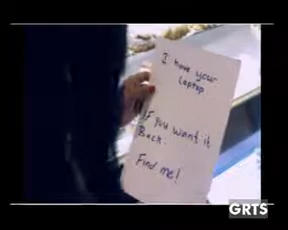 I have your
laptop
If you want it
Back:
Find me!
GRTS